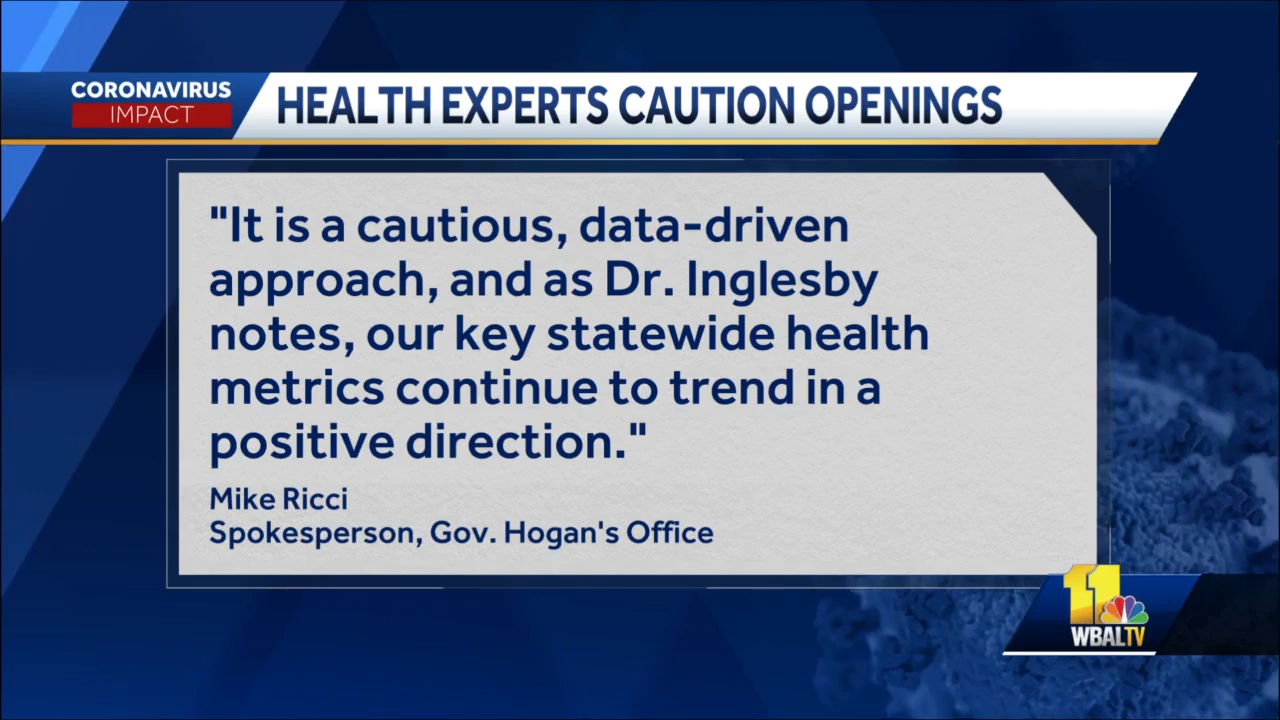 CORONAVIRUS
IMPACT
HEALTH EXPERTS CAUTION OPENINGS
"It is a cautious, data-driven
approach, and as Dr. Inglesby
notes, our key statewide health
metrics continue to trend in a
positive direction."
Mike Ricci
Spokesperson, Gov. Hogan's Office
11
WBALTV